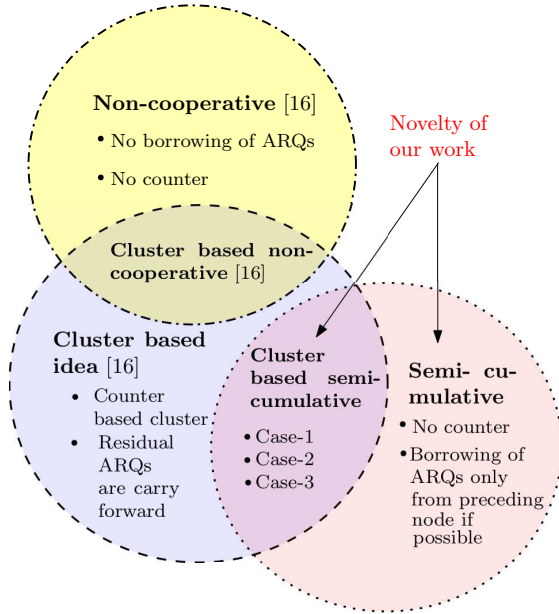 Non-cooperative [16]
• No borrowing of ARQs
• No counter
Novelty of
our work
Cluster based non-
cooperative [16]
Cluster based
idea [16]
• Counter
based cluster
• Residual
ARQs
are carry
forward
Cluster
based semi-
cumulative
• Case-1
• Case-2
• Case-3
Semi- cu-
mulative
• No counter
• Borrowing of
ARQs only
from preceding
node if
possible